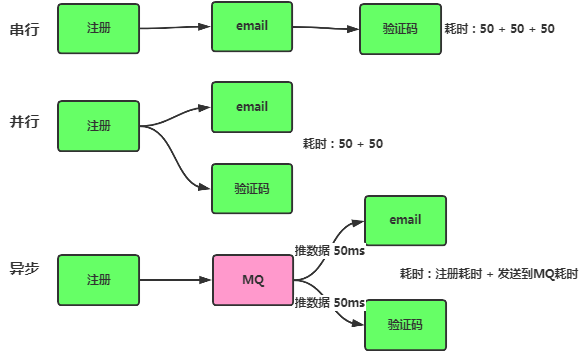 串行
注册
email
验证码
耗时：50 + 50 + 50
并行
注册
email
验证码
耗时：50 + 50
异步
注册
MQ
推数据 50ms
推数据 50ms
email
验证码
耗时：注册耗时 + 发送到MQ耗时